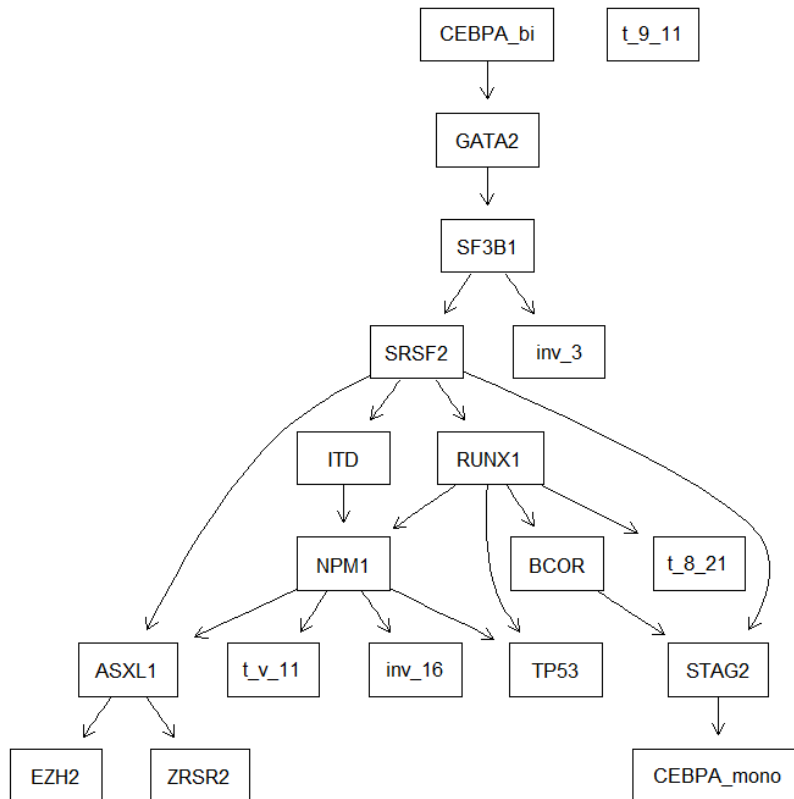 CEBPA_bi
t_9_11
GATA2
SF3B1
SRSF2
inv_3
ITD
RUNX1
NPM1
BCOR
t_8_21
ASXL1
t_v_11
inv_16
TP53
STAG2
EZH2
ZRSR2
CEBPA_mono